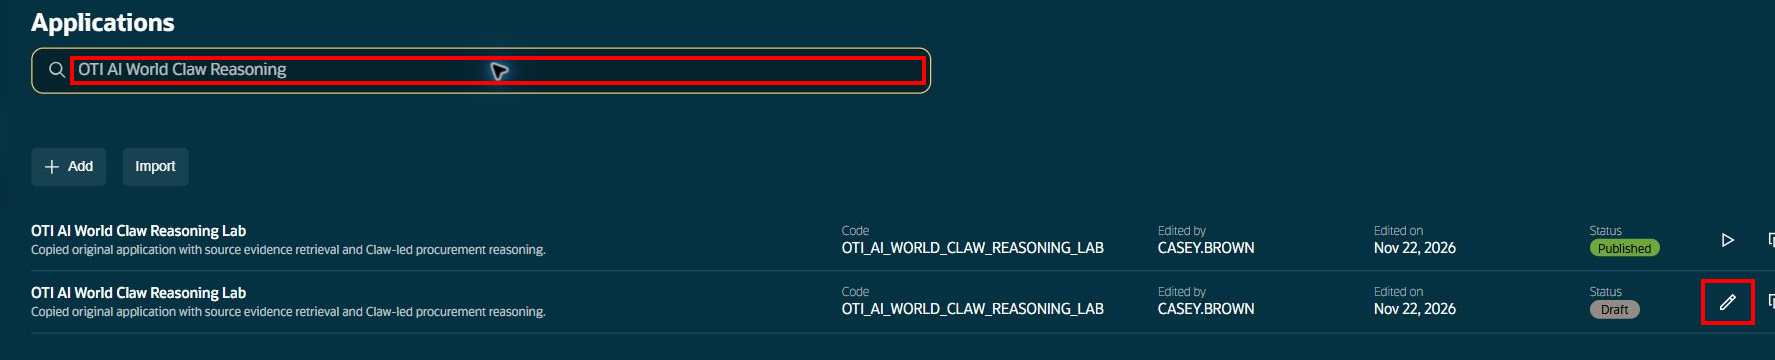 Applications
OTI AI World Claw Reasoning
Add
Import
OTI AI World Claw Reasoning Lab
Copied original application with source evidence retrieval and Claw-led procurement reasoning.
Code
OTI_AI_WORLD_CLAW_REASONING_LAB
Edited by
CASEY.BROWN
Edited on
Nov 22, 2026
Status
Published
OTI AI World Claw Reasoning Lab
Copied original application with source evidence retrieval and Claw-led procurement reasoning.
Code
OTI_AI_WORLD_CLAW_REASONING_LAB
Edited by
CASEY.BROWN
Edited on
Nov 22, 2026
Status
Draft